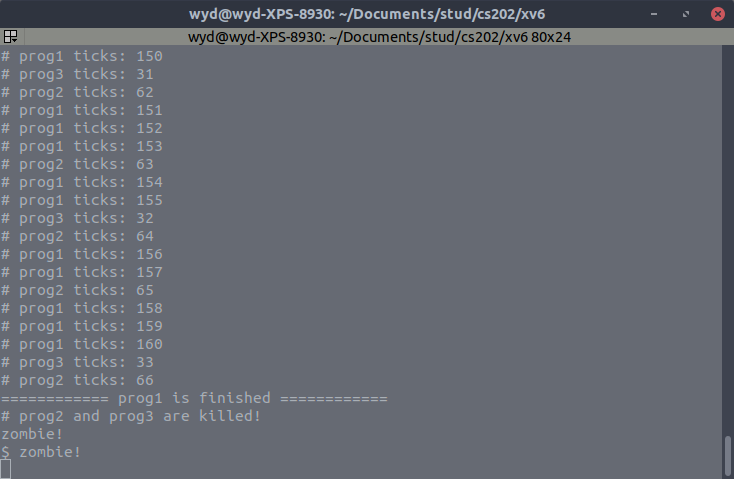 wyd@wyd-XPS-8930: ~/Documents/stud/cs202/xv6
wyd@wyd-XPS-8930: ~/Documents/stud/cs202/xv6 80x24
# prog1 ticks: 150
# prog3 ticks: 31
# prog2 ticks: 62
# prog1 ticks: 151
# prog1 ticks: 152
# prog1 ticks: 153
# prog2 ticks: 63
# prog1 ticks: 154
# prog1 ticks: 155
# prog3 ticks: 32
# prog2 ticks: 64
# prog1 ticks: 156
# prog1 ticks: 157
# prog2 ticks: 65
# prog1 ticks: 158
# prog1 ticks: 159
# prog1 ticks: 160
# prog3 ticks: 33
# prog2 ticks: 66
============ prog1 is finished ============
# prog2 and prog3 are killed!
zombie!
$ zombie!